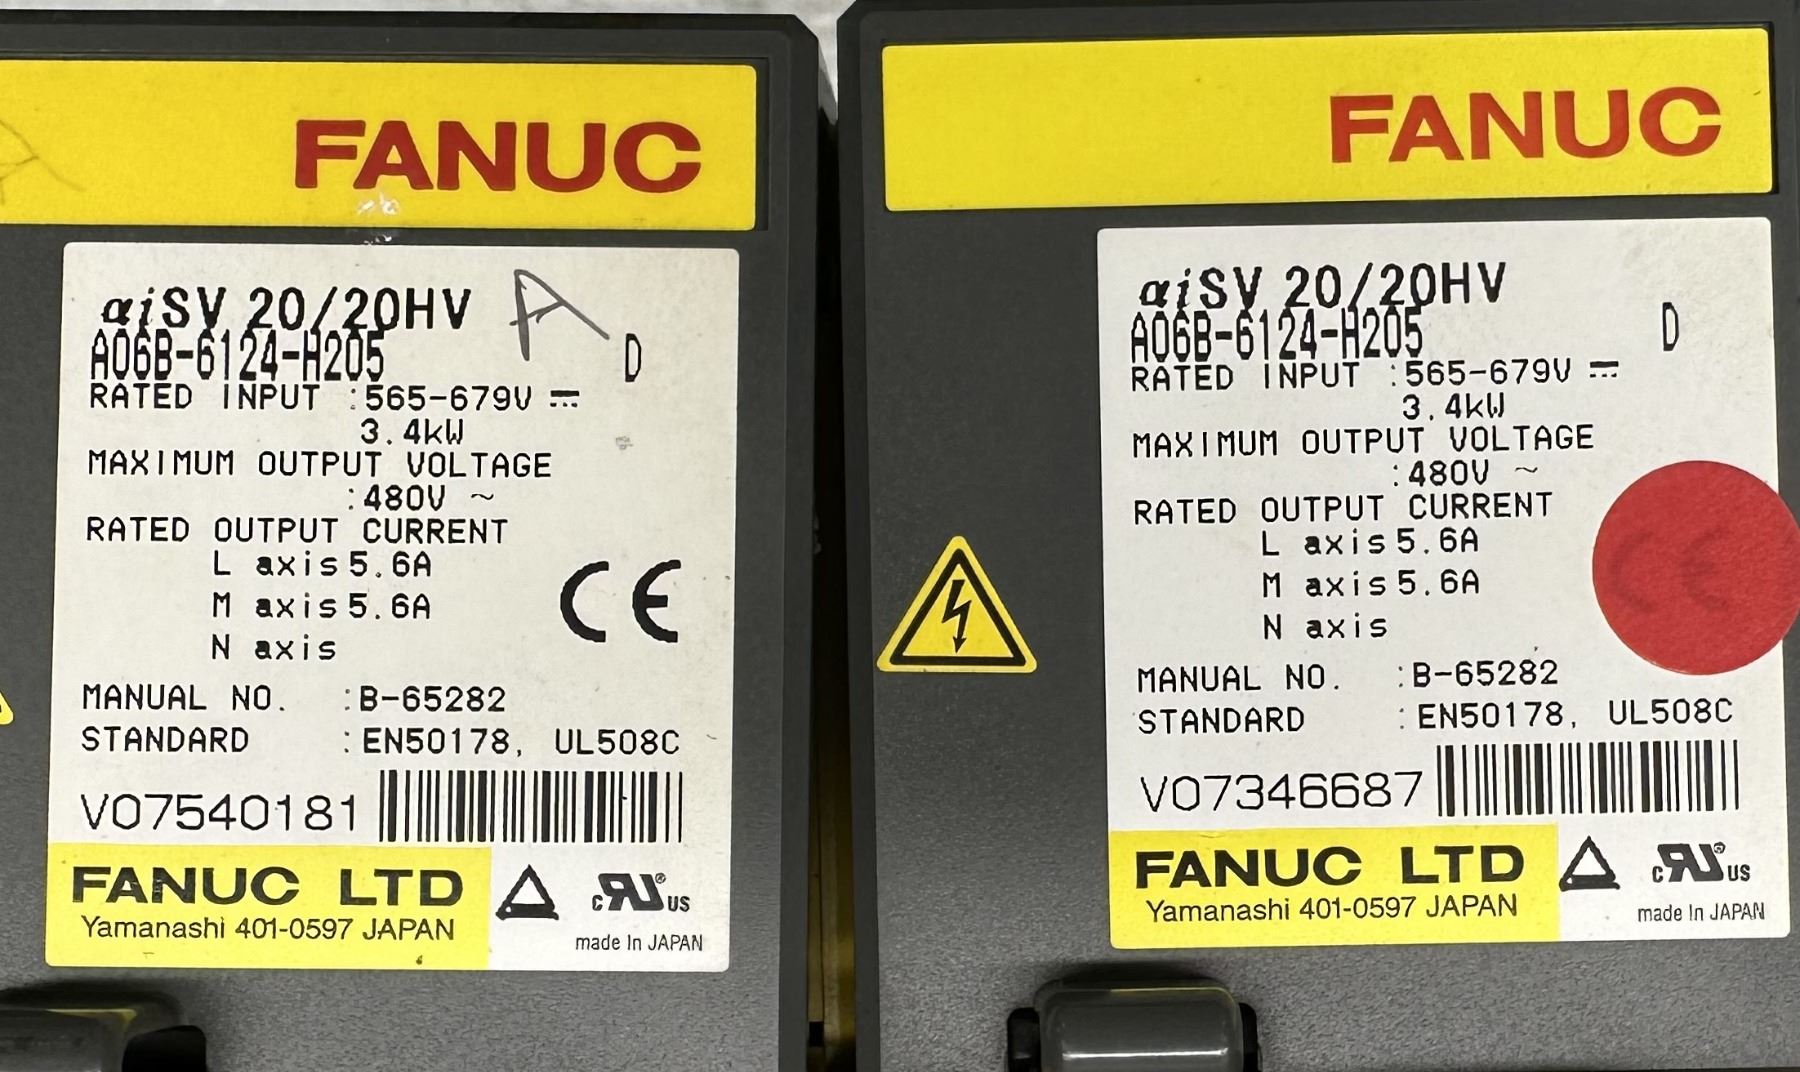 FANUC
αiSV 20/20HV A
A06B-6124-H205 D
RATED INPUT :565-679V ⎓
3.4kW
MAXIMUM OUTPUT VOLTAGE
:480V ~
RATED OUTPUT CURRENT
L axis 5.6A
M axis 5.6A
N axis
CE
MANUAL NO. :B-65282
STANDARD :EN50178, UL508C
V07540181
FANUC LTD
Yamanashi 401-0597 JAPAN
c RU ® US
made In JAPAN
FANUC
αiSV 20/20HV
A06B-6124-H205 D
RATED INPUT :565-679V ⎓
3.4kW
MAXIMUM OUTPUT VOLTAGE
:480V ~
RATED OUTPUT CURRENT
L axis 5.6A
M axis 5.6A
N axis
CE
MANUAL NO. :B-65282
STANDARD :EN50178, UL508C
V07346687
FANUC LTD
Yamanashi 401-0597 JAPAN
c RU ® US
made In JAPAN